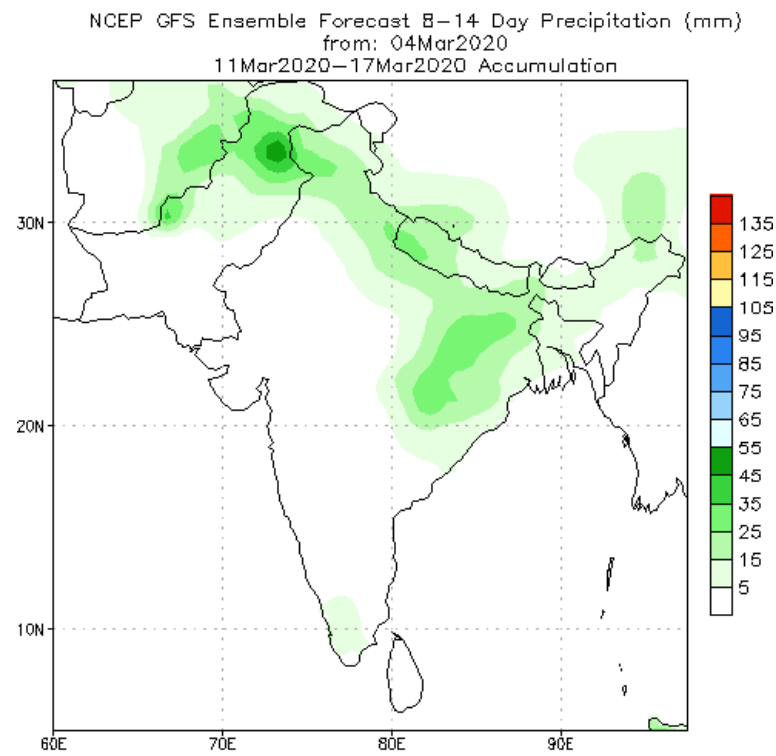 NCEP GFS Ensemble Forecast 8-14 Day Precipitation (mm)
from: 04Mar2020
11Mar2020-17Mar2020 Accumulation
30N
20N
10N
60E
70E
80E
90E
135
125
115
105
95
85
75
65
55
45
35
25
15
5